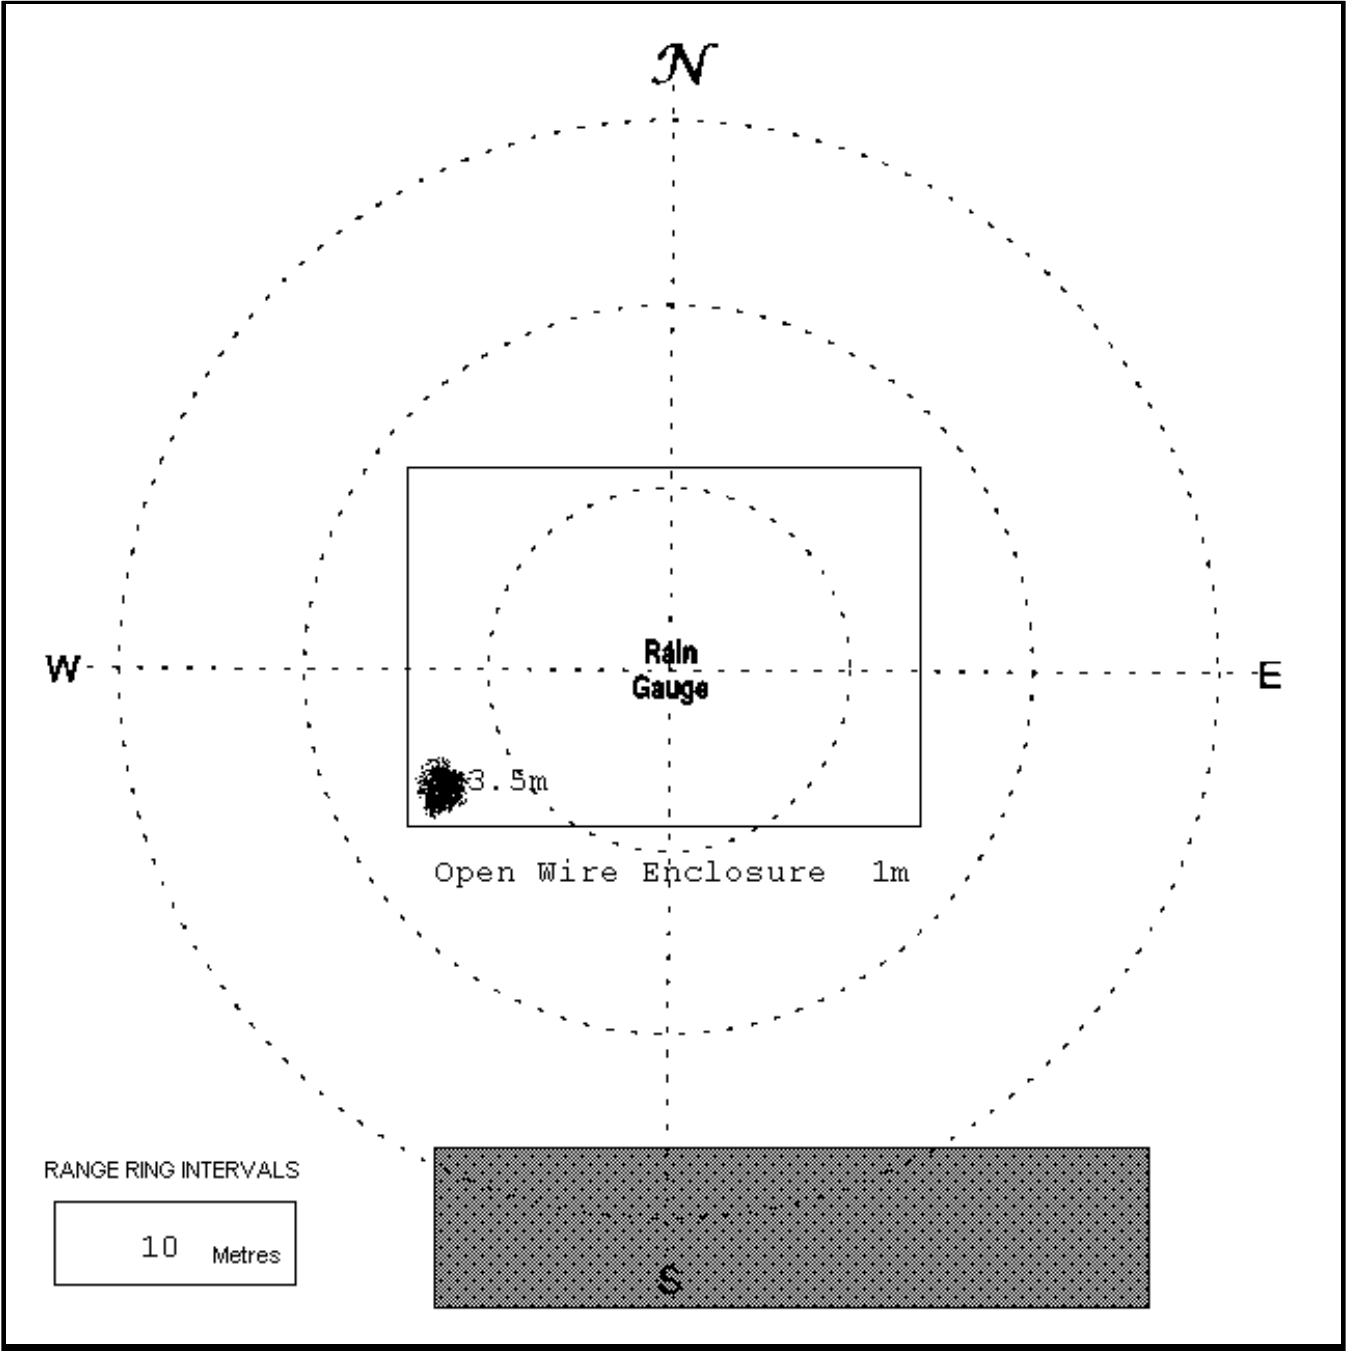 N
Rain
Gauge
W
E
3.5m
Open Wire Enclosure 1m
RANGE RING INTERVALS
10 Metres
S